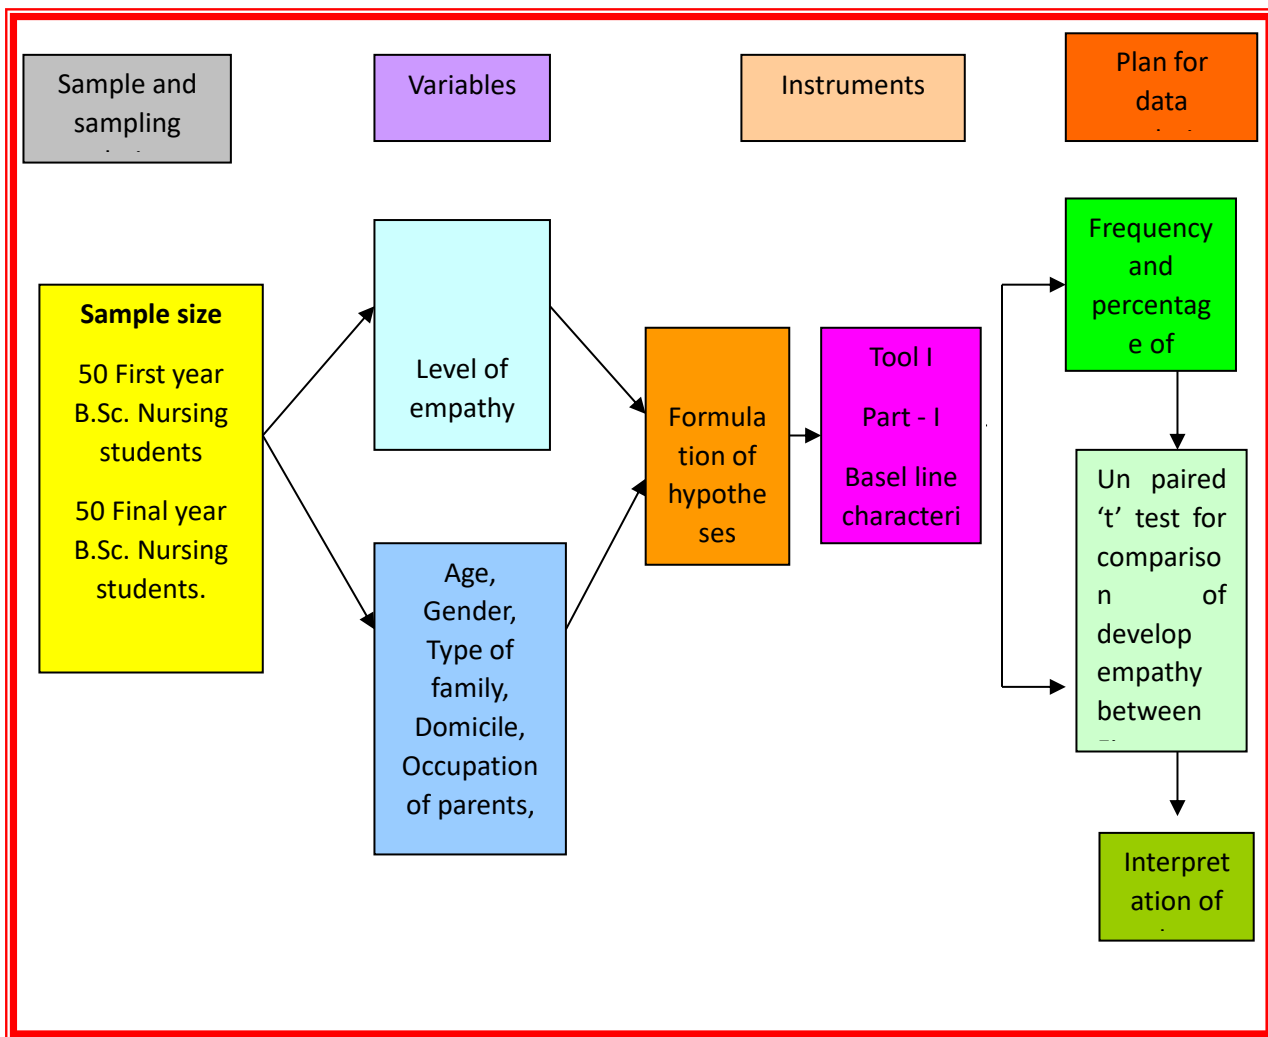 Sample and
sampling
Variables
Instruments
Plan for
data
Sample size
50 First year
B.Sc. Nursing
students
50 Final year
B.Sc. Nursing
students.
Level of
empathy
Age,
Gender,
Type of
family,
Domicile,
Occupation
of parents,
Formula
tion of
hypothe
ses
Tool I
Part - I
Basel line
characteri
Frequency
and
percentag
e of
Un paired
‘t’ test for
compariso
n of
develop
empathy
between
Interpret
ation of